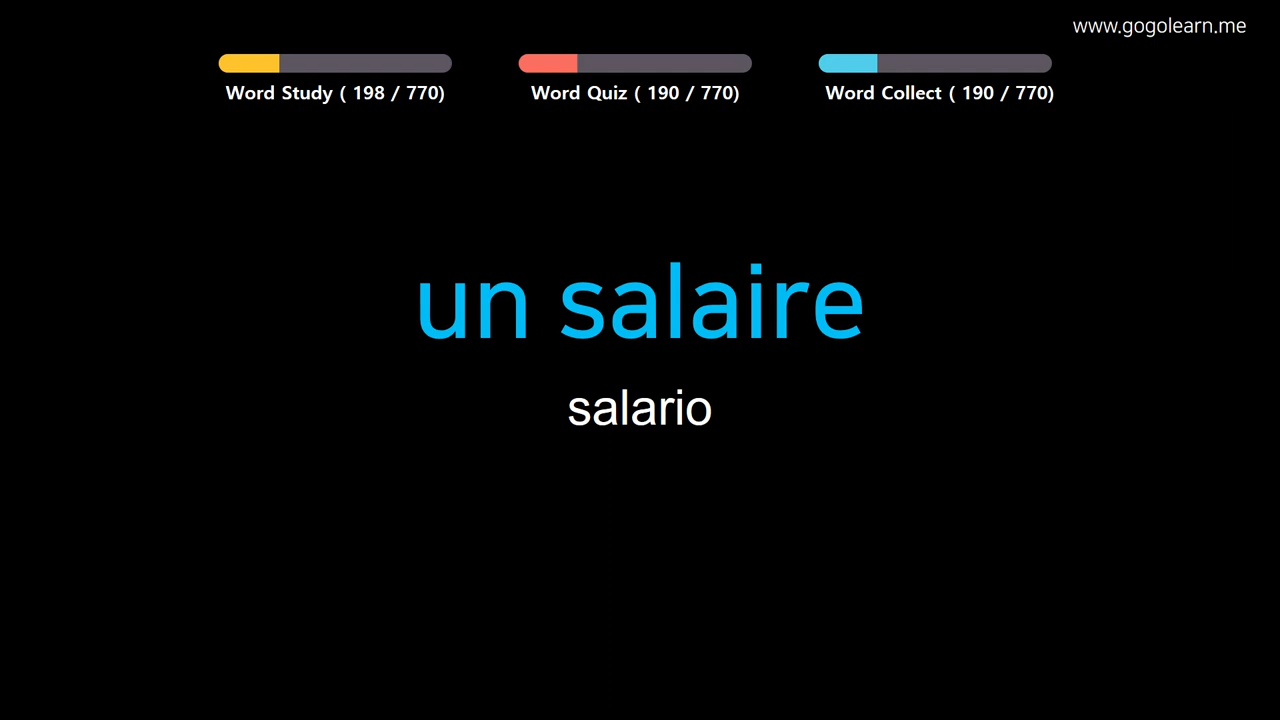 www.gogolearn.me
Word Study ( 198 / 770)
Word Quiz ( 190 / 770)
Word Collect ( 190 / 770)
un salaire
salario